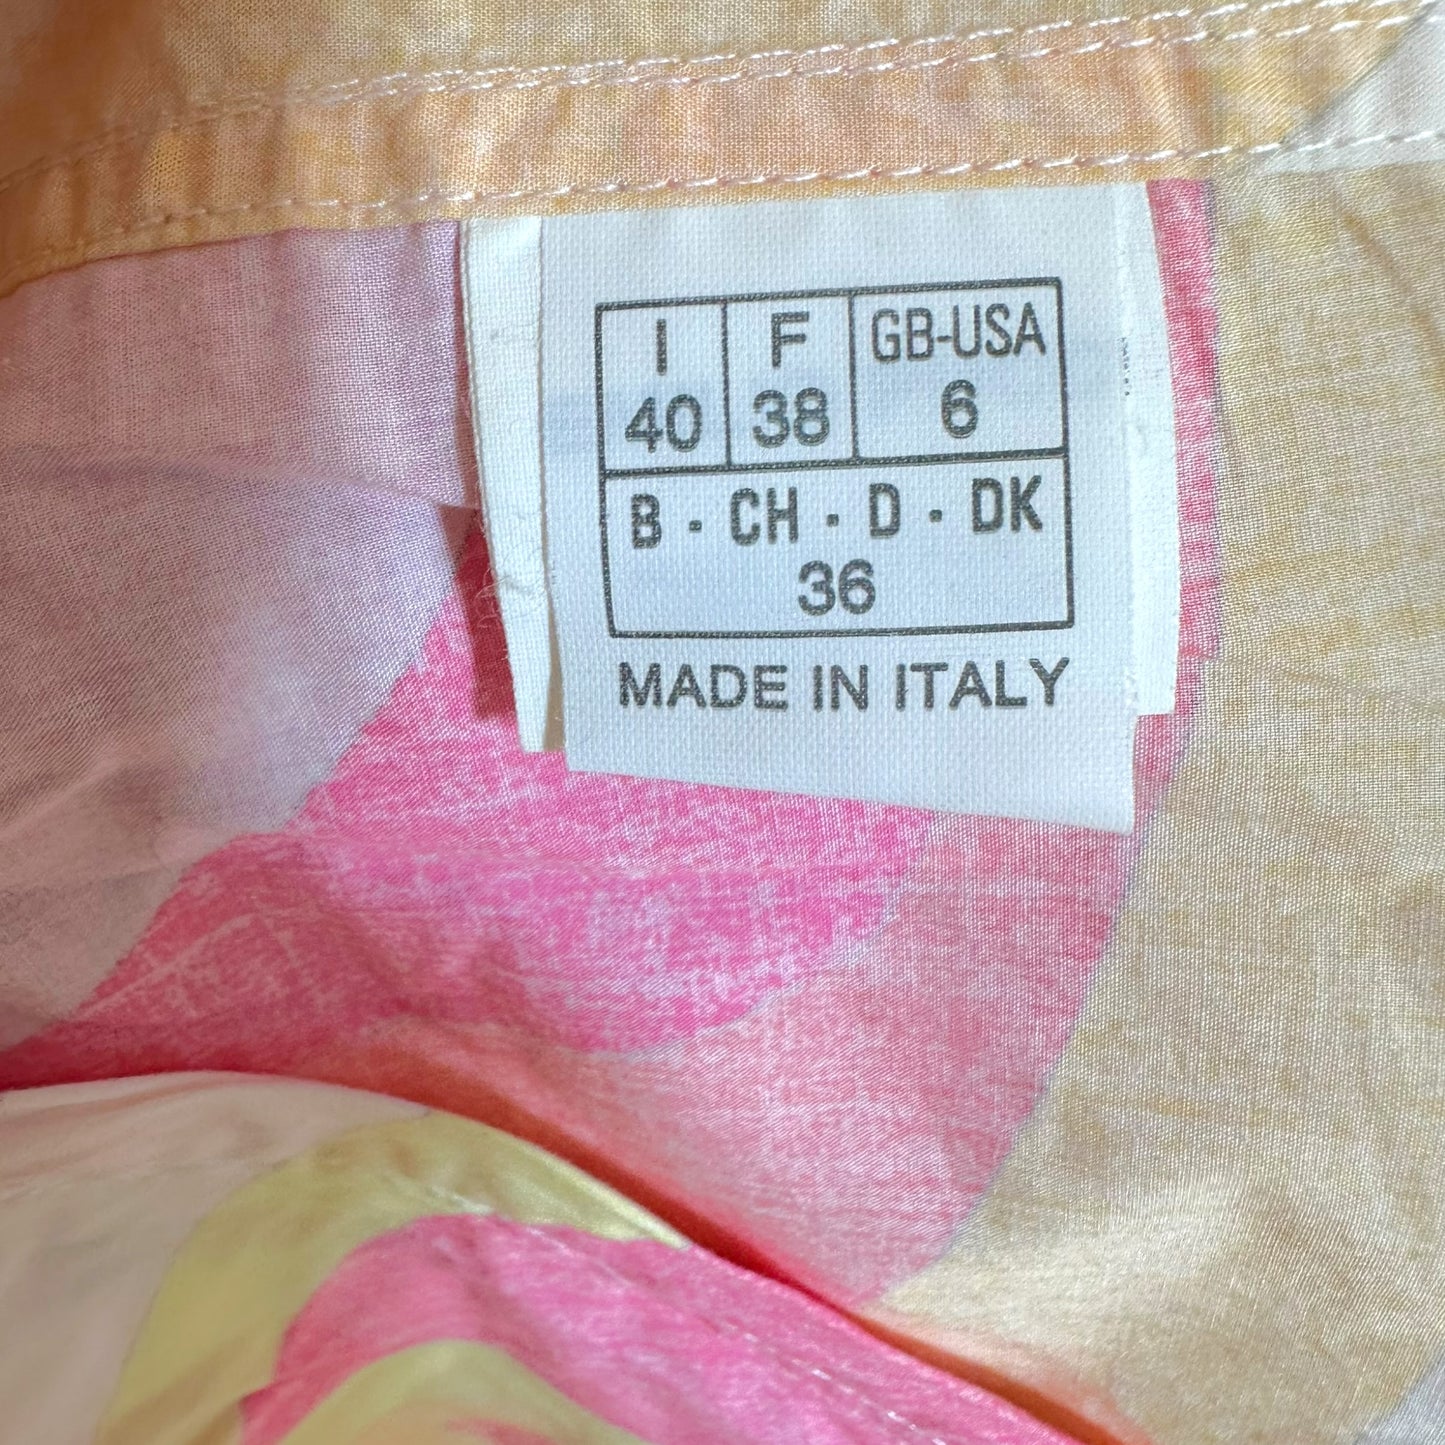 I F GB-USA
40 38 6
B · CH · D · DK
36
MADE IN ITALY